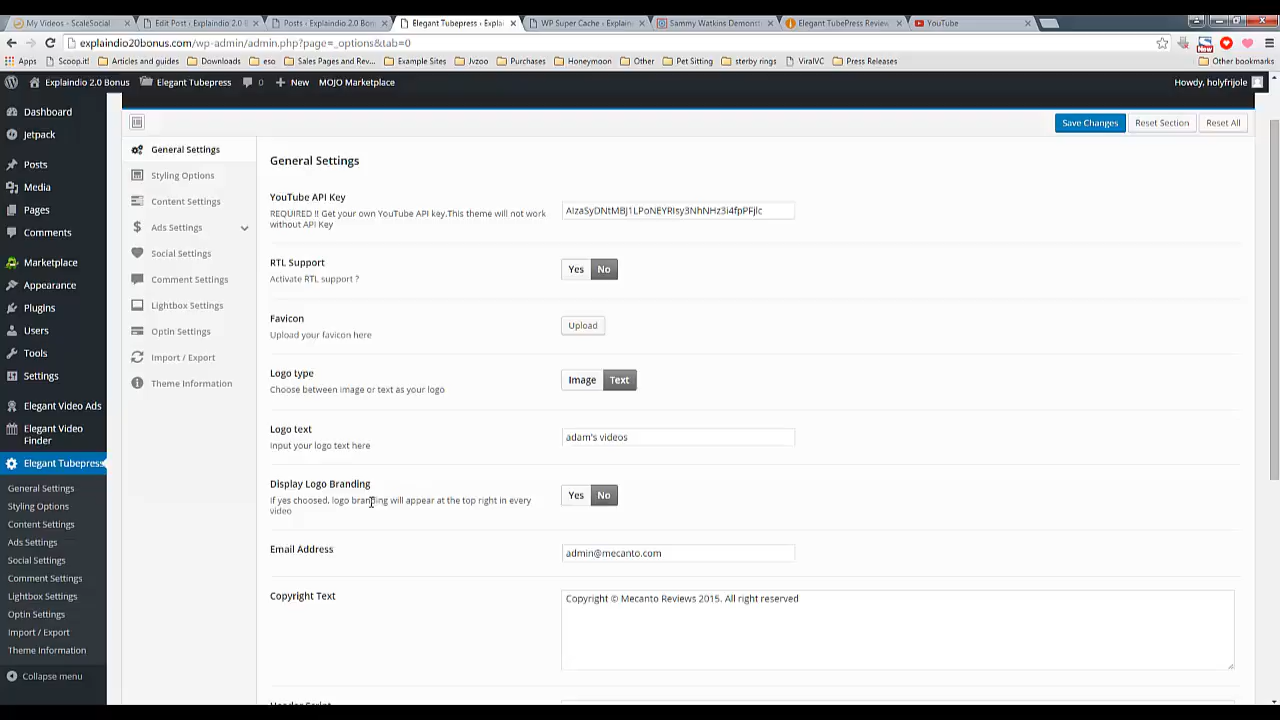 My Videos - ScaleSocial
Edit Post ‹ Explaindio 2.0 B
Posts ‹ Explaindio 2.0 Bon
Elegant Tubepress ‹ Explai
WP Super Cache ‹ Explain
Sammy Watkins Demonst
Elegant TubePress Review
YouTube
explaindio20bonus.com/wp-admin/admin.php?page=_options&tab=0
Apps
Scoop.it!
Articles and guides
Downloads
eso
Sales Pages and Rev...
Example Sites
Jvzoo
Purchases
Honeymoon
Other
Pet Sitting
sterby rings
ViralVC
Press Releases
Other bookmarks
Explaindio 2.0 Bonus
Elegant Tubepress
0
New
MOJO Marketplace
Howdy, holyfrijole
Dashboard
Jetpack
Posts
Media
Pages
Comments
Marketplace
Appearance
Plugins
Users
Tools
Settings
Elegant Video Ads
Elegant Video
Finder
Elegant Tubepress
General Settings
Styling Options
Content Settings
Ads Settings
Social Settings
Comment Settings
Lightbox Settings
Optin Settings
Import / Export
Theme Information
Collapse menu
Save Changes
Reset Section
Reset All
General Settings
Styling Options
Content Settings
Ads Settings
Social Settings
Comment Settings
Lightbox Settings
Optin Settings
Import / Export
Theme Information
General Settings
YouTube API Key
REQUIRED !! Get your own YouTube API key.This theme will not work
without API Key
RTL Support
Activate RTL support ?
Yes
No
Favicon
Upload your favicon here
Upload
Logo type
Choose between image or text as your logo
Image
Text
Logo text
Input your logo text here
adam's videos
Display Logo Branding
If yes choosed, logo branding will appear at the top right in every
video
Yes
No
Email Address
admin@mecanto.com
Copyright Text
Copyright © Mecanto Reviews 2015. All right reserved